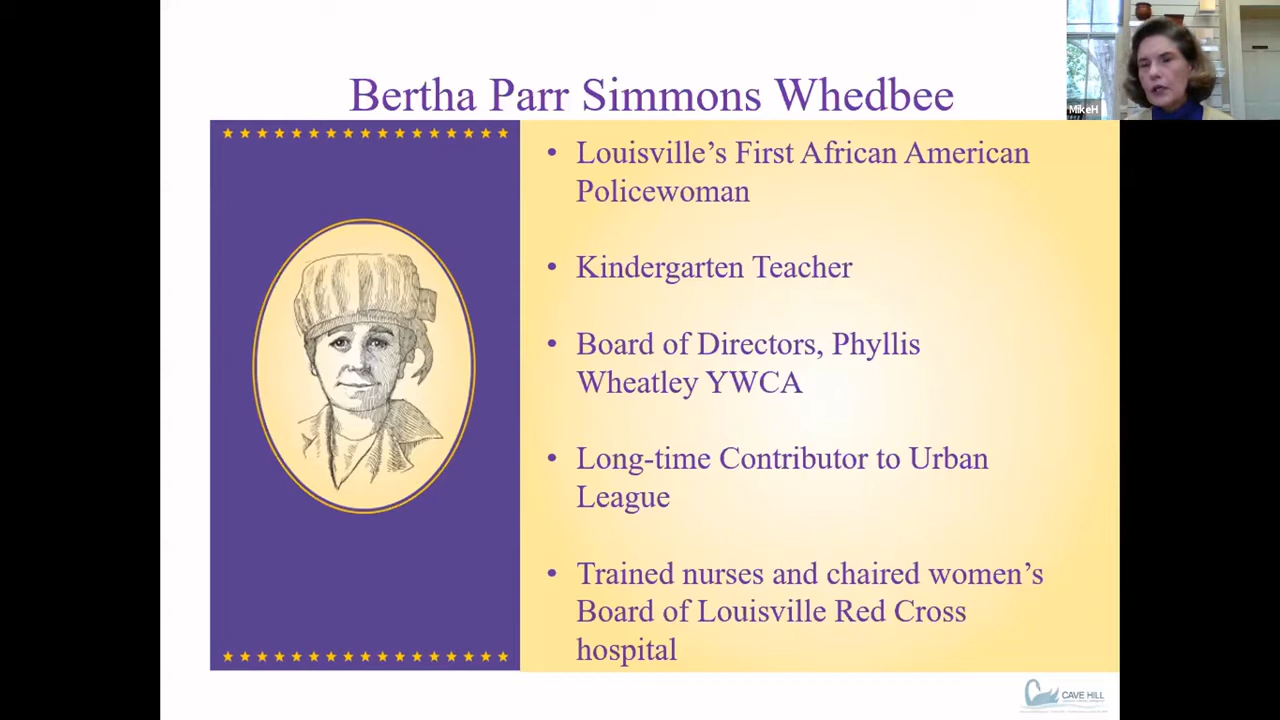 Bertha Parr Simmons Whedbee
MikeH
• Louisville’s First African American
Policewoman
• Kindergarten Teacher
• Board of Directors, Phyllis
Wheatley YWCA
• Long-time Contributor to Urban
League
• Trained nurses and chaired women’s
Board of Louisville Red Cross
hospital
CAVE HILL